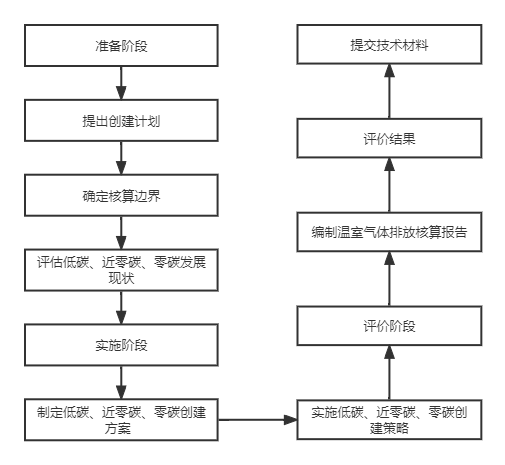 准备阶段
提出创建计划
确定核算边界
评估低碳、近零碳、零碳发展
现状
实施阶段
制定低碳、近零碳、零碳创建
方案
实施低碳、近零碳、零碳创
建策略
评价阶段
编制温室气体排放核算报告
评价结果
提交技术材料